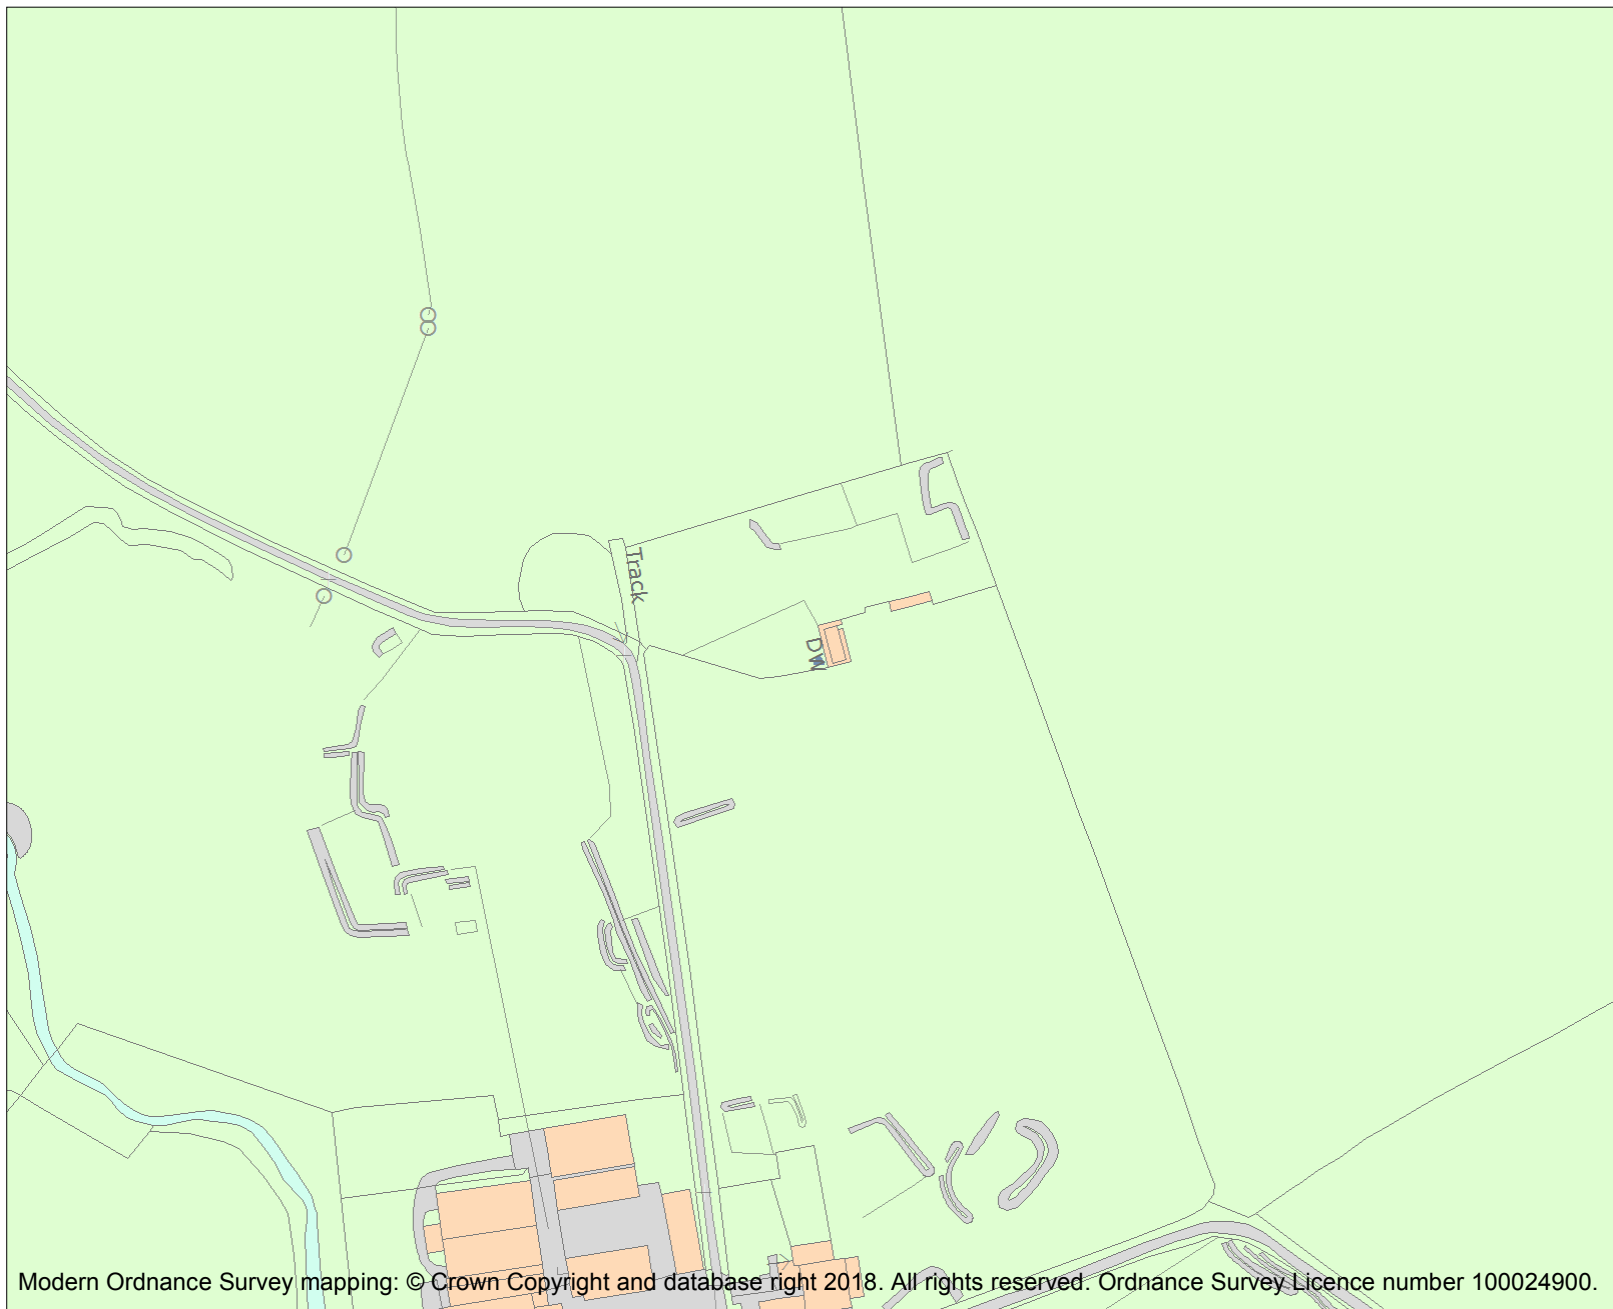 Track
DW
Modern Ordnance Survey mapping: © Crown Copyright and database right 2018. All rights reserved. Ordnance Survey Licence number 100024900.